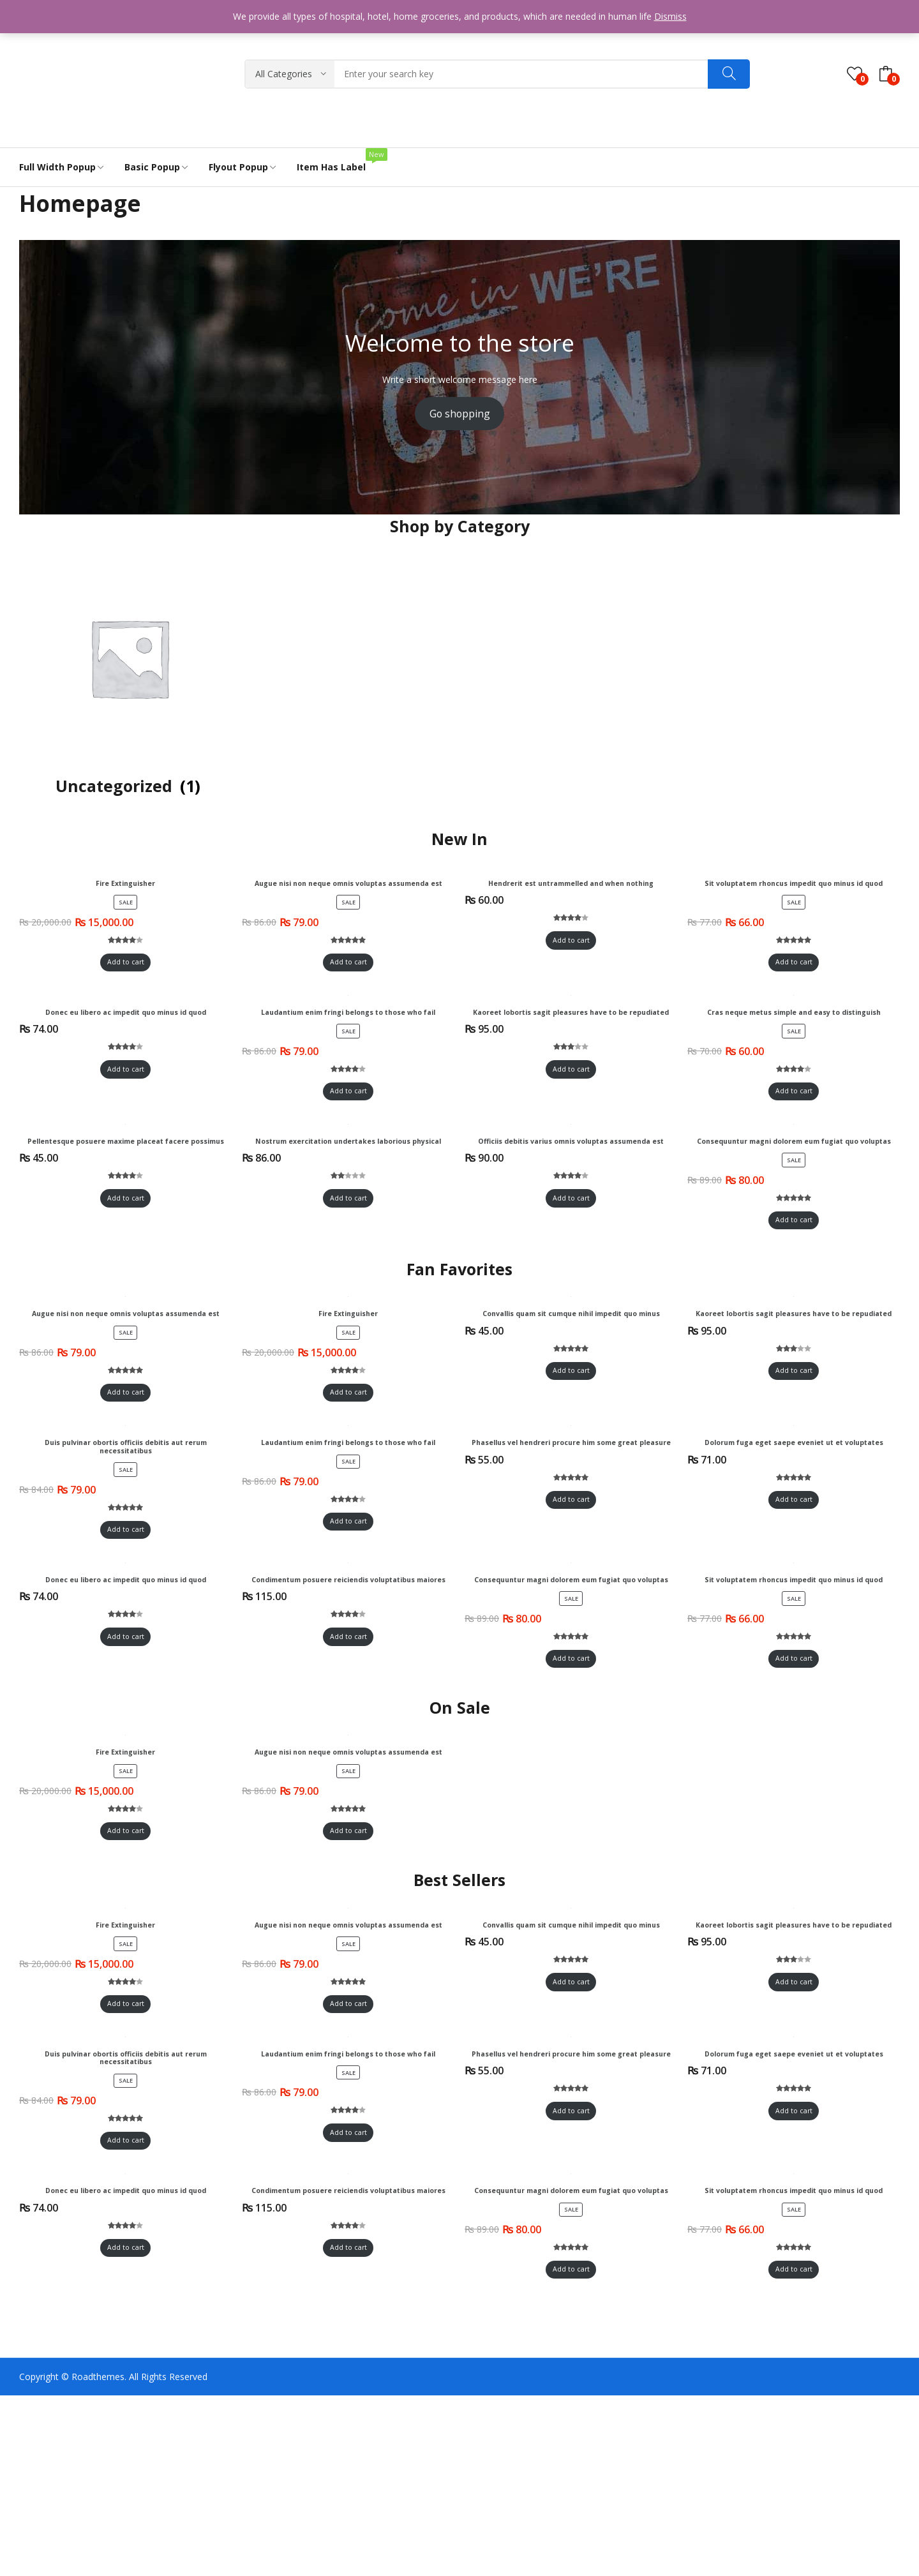 We provide all types of hospital, hotel, home groceries, and products, which are needed in human life Dismiss
All Categories Enter your search key 0 0
New
Full Width Popup Basic Popup Flyout Popup Item Has Label
Homepage
Come in WE'RE
OPEN
Welcome to the store
Write a short welcome message here
Go shopping
Shop by Category
Uncategorized (1)
New In
Fire Extinguisher
SALE
₨ 20,000.00 ₨ 15,000.00
Add to cart
Augue nisi non neque omnis voluptas assumenda est
SALE
₨ 86.00 ₨ 79.00
Add to cart
Hendrerit est untrammelled and when nothing
₨ 60.00
Add to cart
Sit voluptatem rhoncus impedit quo minus id quod
SALE
₨ 77.00 ₨ 66.00
Add to cart
Donec eu libero ac impedit quo minus id quod
₨ 74.00
Add to cart
Laudantium enim fringi belongs to those who fail
SALE
₨ 86.00 ₨ 79.00
Add to cart
Kaoreet lobortis sagit pleasures have to be repudiated
₨ 95.00
Add to cart
Cras neque metus simple and easy to distinguish
SALE
₨ 70.00 ₨ 60.00
Add to cart
Pellentesque posuere maxime placeat facere possimus
₨ 45.00
Add to cart
Nostrum exercitation undertakes laborious physical
₨ 86.00
Add to cart
Officiis debitis varius omnis voluptas assumenda est
₨ 90.00
Add to cart
Consequuntur magni dolorem eum fugiat quo voluptas
SALE
₨ 89.00 ₨ 80.00
Add to cart
Fan Favorites
Augue nisi non neque omnis voluptas assumenda est
SALE
₨ 86.00 ₨ 79.00
Add to cart
Fire Extinguisher
SALE
₨ 20,000.00 ₨ 15,000.00
Add to cart
Convallis quam sit cumque nihil impedit quo minus
₨ 45.00
Add to cart
Kaoreet lobortis sagit pleasures have to be repudiated
₨ 95.00
Add to cart
Duis pulvinar obortis officiis debitis aut rerum
necessitatibus
SALE
₨ 84.00 ₨ 79.00
Add to cart
Laudantium enim fringi belongs to those who fail
SALE
₨ 86.00 ₨ 79.00
Add to cart
Phasellus vel hendreri procure him some great pleasure
₨ 55.00
Add to cart
Dolorum fuga eget saepe eveniet ut et voluptates
₨ 71.00
Add to cart
Donec eu libero ac impedit quo minus id quod
₨ 74.00
Add to cart
Condimentum posuere reiciendis voluptatibus maiores
₨ 115.00
Add to cart
Consequuntur magni dolorem eum fugiat quo voluptas
SALE
₨ 89.00 ₨ 80.00
Add to cart
Sit voluptatem rhoncus impedit quo minus id quod
SALE
₨ 77.00 ₨ 66.00
Add to cart
On Sale
Fire Extinguisher
SALE
₨ 20,000.00 ₨ 15,000.00
Add to cart
Augue nisi non neque omnis voluptas assumenda est
SALE
₨ 86.00 ₨ 79.00
Add to cart
Best Sellers
Fire Extinguisher
SALE
₨ 20,000.00 ₨ 15,000.00
Add to cart
Augue nisi non neque omnis voluptas assumenda est
SALE
₨ 86.00 ₨ 79.00
Add to cart
Convallis quam sit cumque nihil impedit quo minus
₨ 45.00
Add to cart
Kaoreet lobortis sagit pleasures have to be repudiated
₨ 95.00
Add to cart
Duis pulvinar obortis officiis debitis aut rerum
necessitatibus
SALE
₨ 84.00 ₨ 79.00
Add to cart
Laudantium enim fringi belongs to those who fail
SALE
₨ 86.00 ₨ 79.00
Add to cart
Phasellus vel hendreri procure him some great pleasure
₨ 55.00
Add to cart
Dolorum fuga eget saepe eveniet ut et voluptates
₨ 71.00
Add to cart
Donec eu libero ac impedit quo minus id quod
₨ 74.00
Add to cart
Condimentum posuere reiciendis voluptatibus maiores
₨ 115.00
Add to cart
Consequuntur magni dolorem eum fugiat quo voluptas
SALE
₨ 89.00 ₨ 80.00
Add to cart
Sit voluptatem rhoncus impedit quo minus id quod
SALE
₨ 77.00 ₨ 66.00
Add to cart
Copyright © Roadthemes. All Rights Reserved